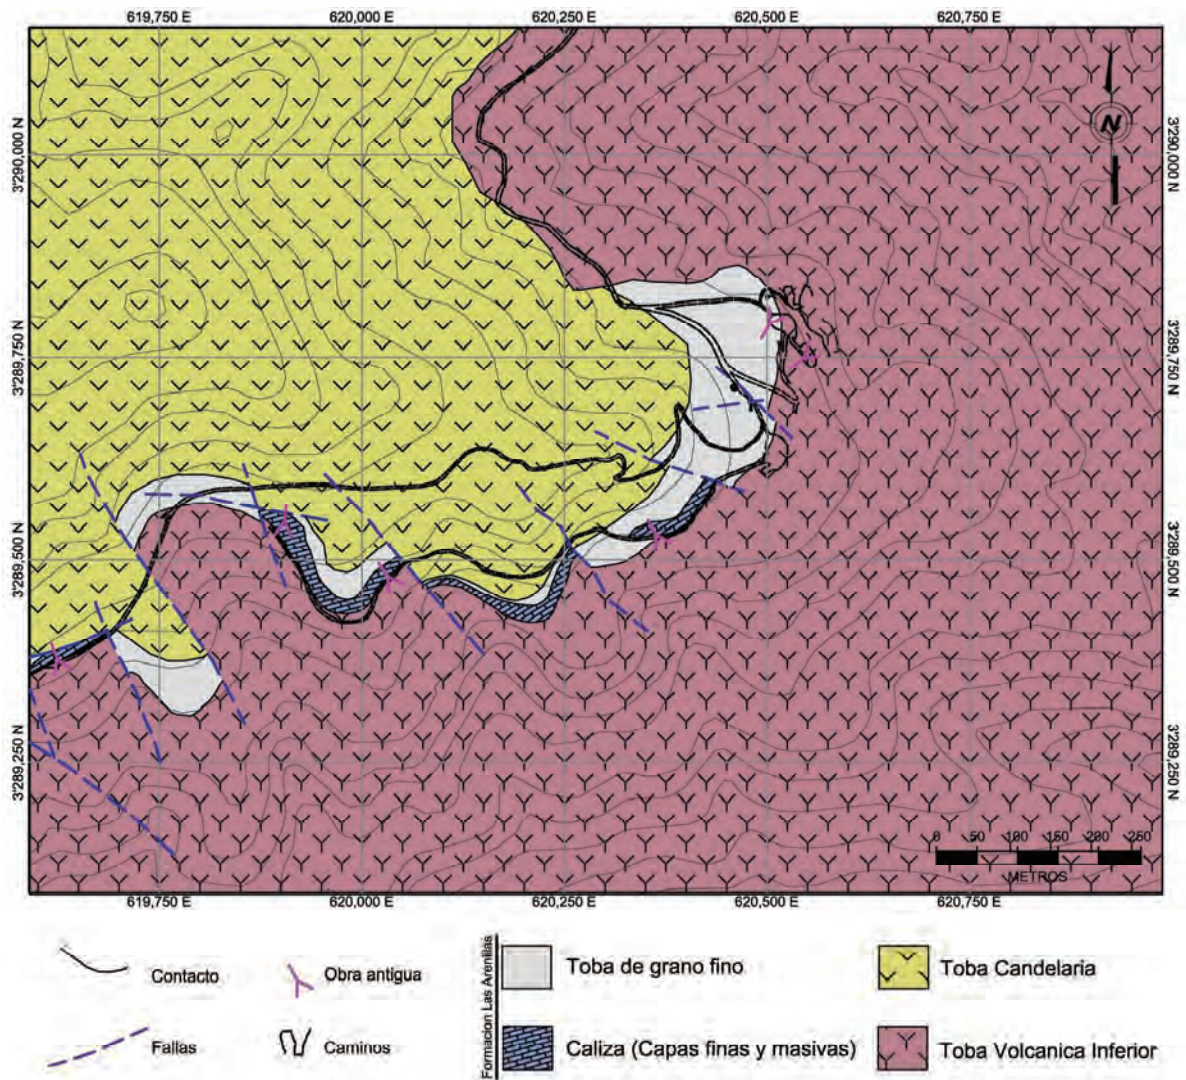 619,750 E 620,000 E 620,250 E 620,500 E 620,750 E
3'290,000 N
3'290,000 N
N
3'289,750 N
3'289,750 N
3'289,500 N
3'289,500 N
3'289,250 N
3'289,250 N
0 50 100 150 200 250
METROS
619,750 E 620,000 E 620,250 E 620,500 E 620,750 E
Contacto
Obra antigua
Fallas
Caminos
Formacion Las Arenillas
Toba de grano fino
Toba Candelaria
Caliza (Capas finas y masivas)
Toba Volcanica Inferior